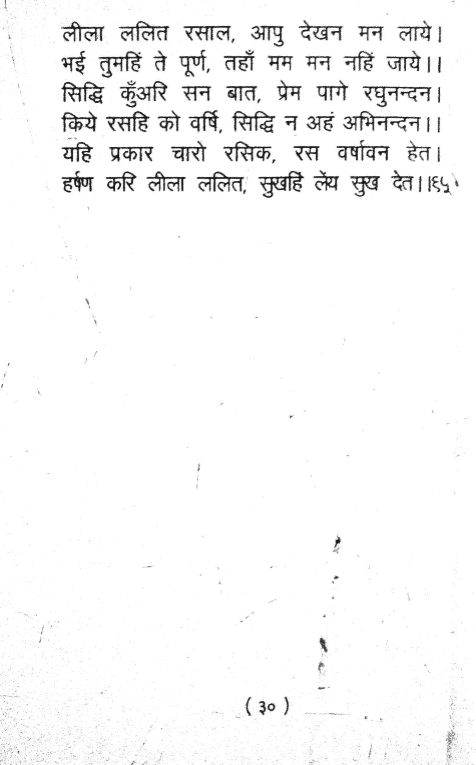 लीला ललित रसाल, आपु देखन मन लाये।
भई तुमहिं ते पूर्ण, तहाँ मम मन नहिं जाये।।
सिद्धि कुँअरि सन बात, प्रेम पागे रघुनन्दन।
किये रसहि को वर्षि, सिद्धि न अहं अभिनन्दन।।
यहि प्रकार चारो रसिक, रस वर्षावन हेत।
हर्षण करि लीला ललित, सुखहिं लेंय सुख देत।।६५
( ३० )